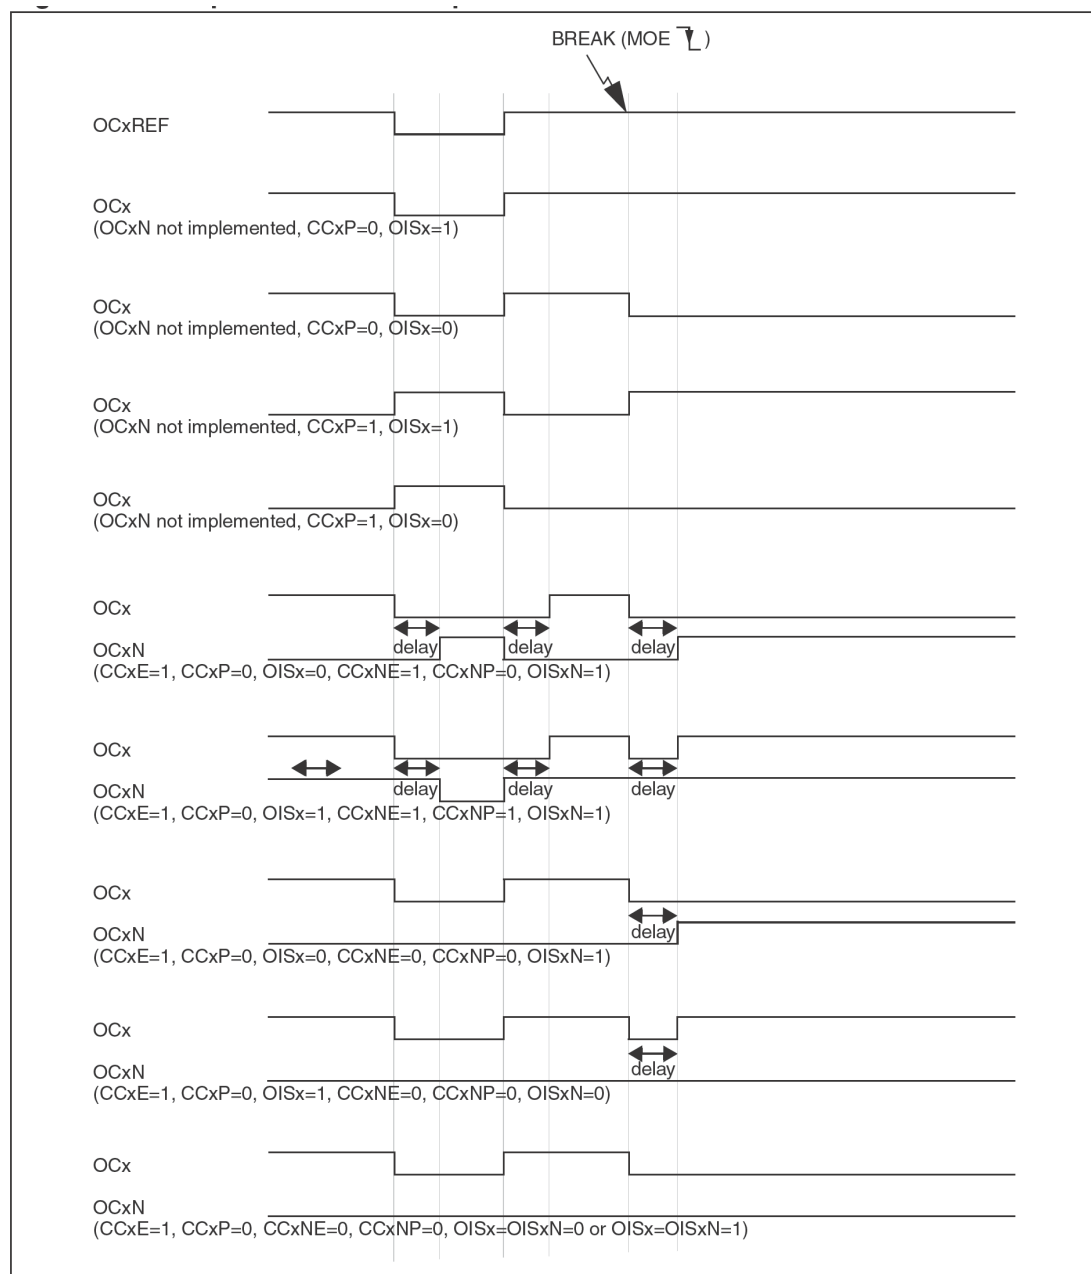 BREAK (MOE )
OCxREF
OCx
(OCxN not implemented, CCxP=0, OISx=1)
OCx
(OCxN not implemented, CCxP=0, OISx=0)
OCx
(OCxN not implemented, CCxP=1, OISx=1)
OCx
(OCxN not implemented, CCxP=1, OISx=0)
OCx
delay delay delay
OCxN
(CCxE=1, CCxP=0, OISx=0, CCxNE=1, CCxNP=0, OISxN=1)
OCx
delay delay delay
OCxN
(CCxE=1, CCxP=0, OISx=1, CCxNE=1, CCxNP=1, OISxN=1)
OCx
delay
OCxN
(CCxE=1, CCxP=0, OISx=0, CCxNE=0, CCxNP=0, OISxN=1)
OCx
delay
OCxN
(CCxE=1, CCxP=0, OISx=1, CCxNE=0, CCxNP=0, OISxN=0)
OCx
OCxN
(CCxE=1, CCxP=0, CCxNE=0, CCxNP=0, OISx=OISxN=0 or OISx=OISxN=1)